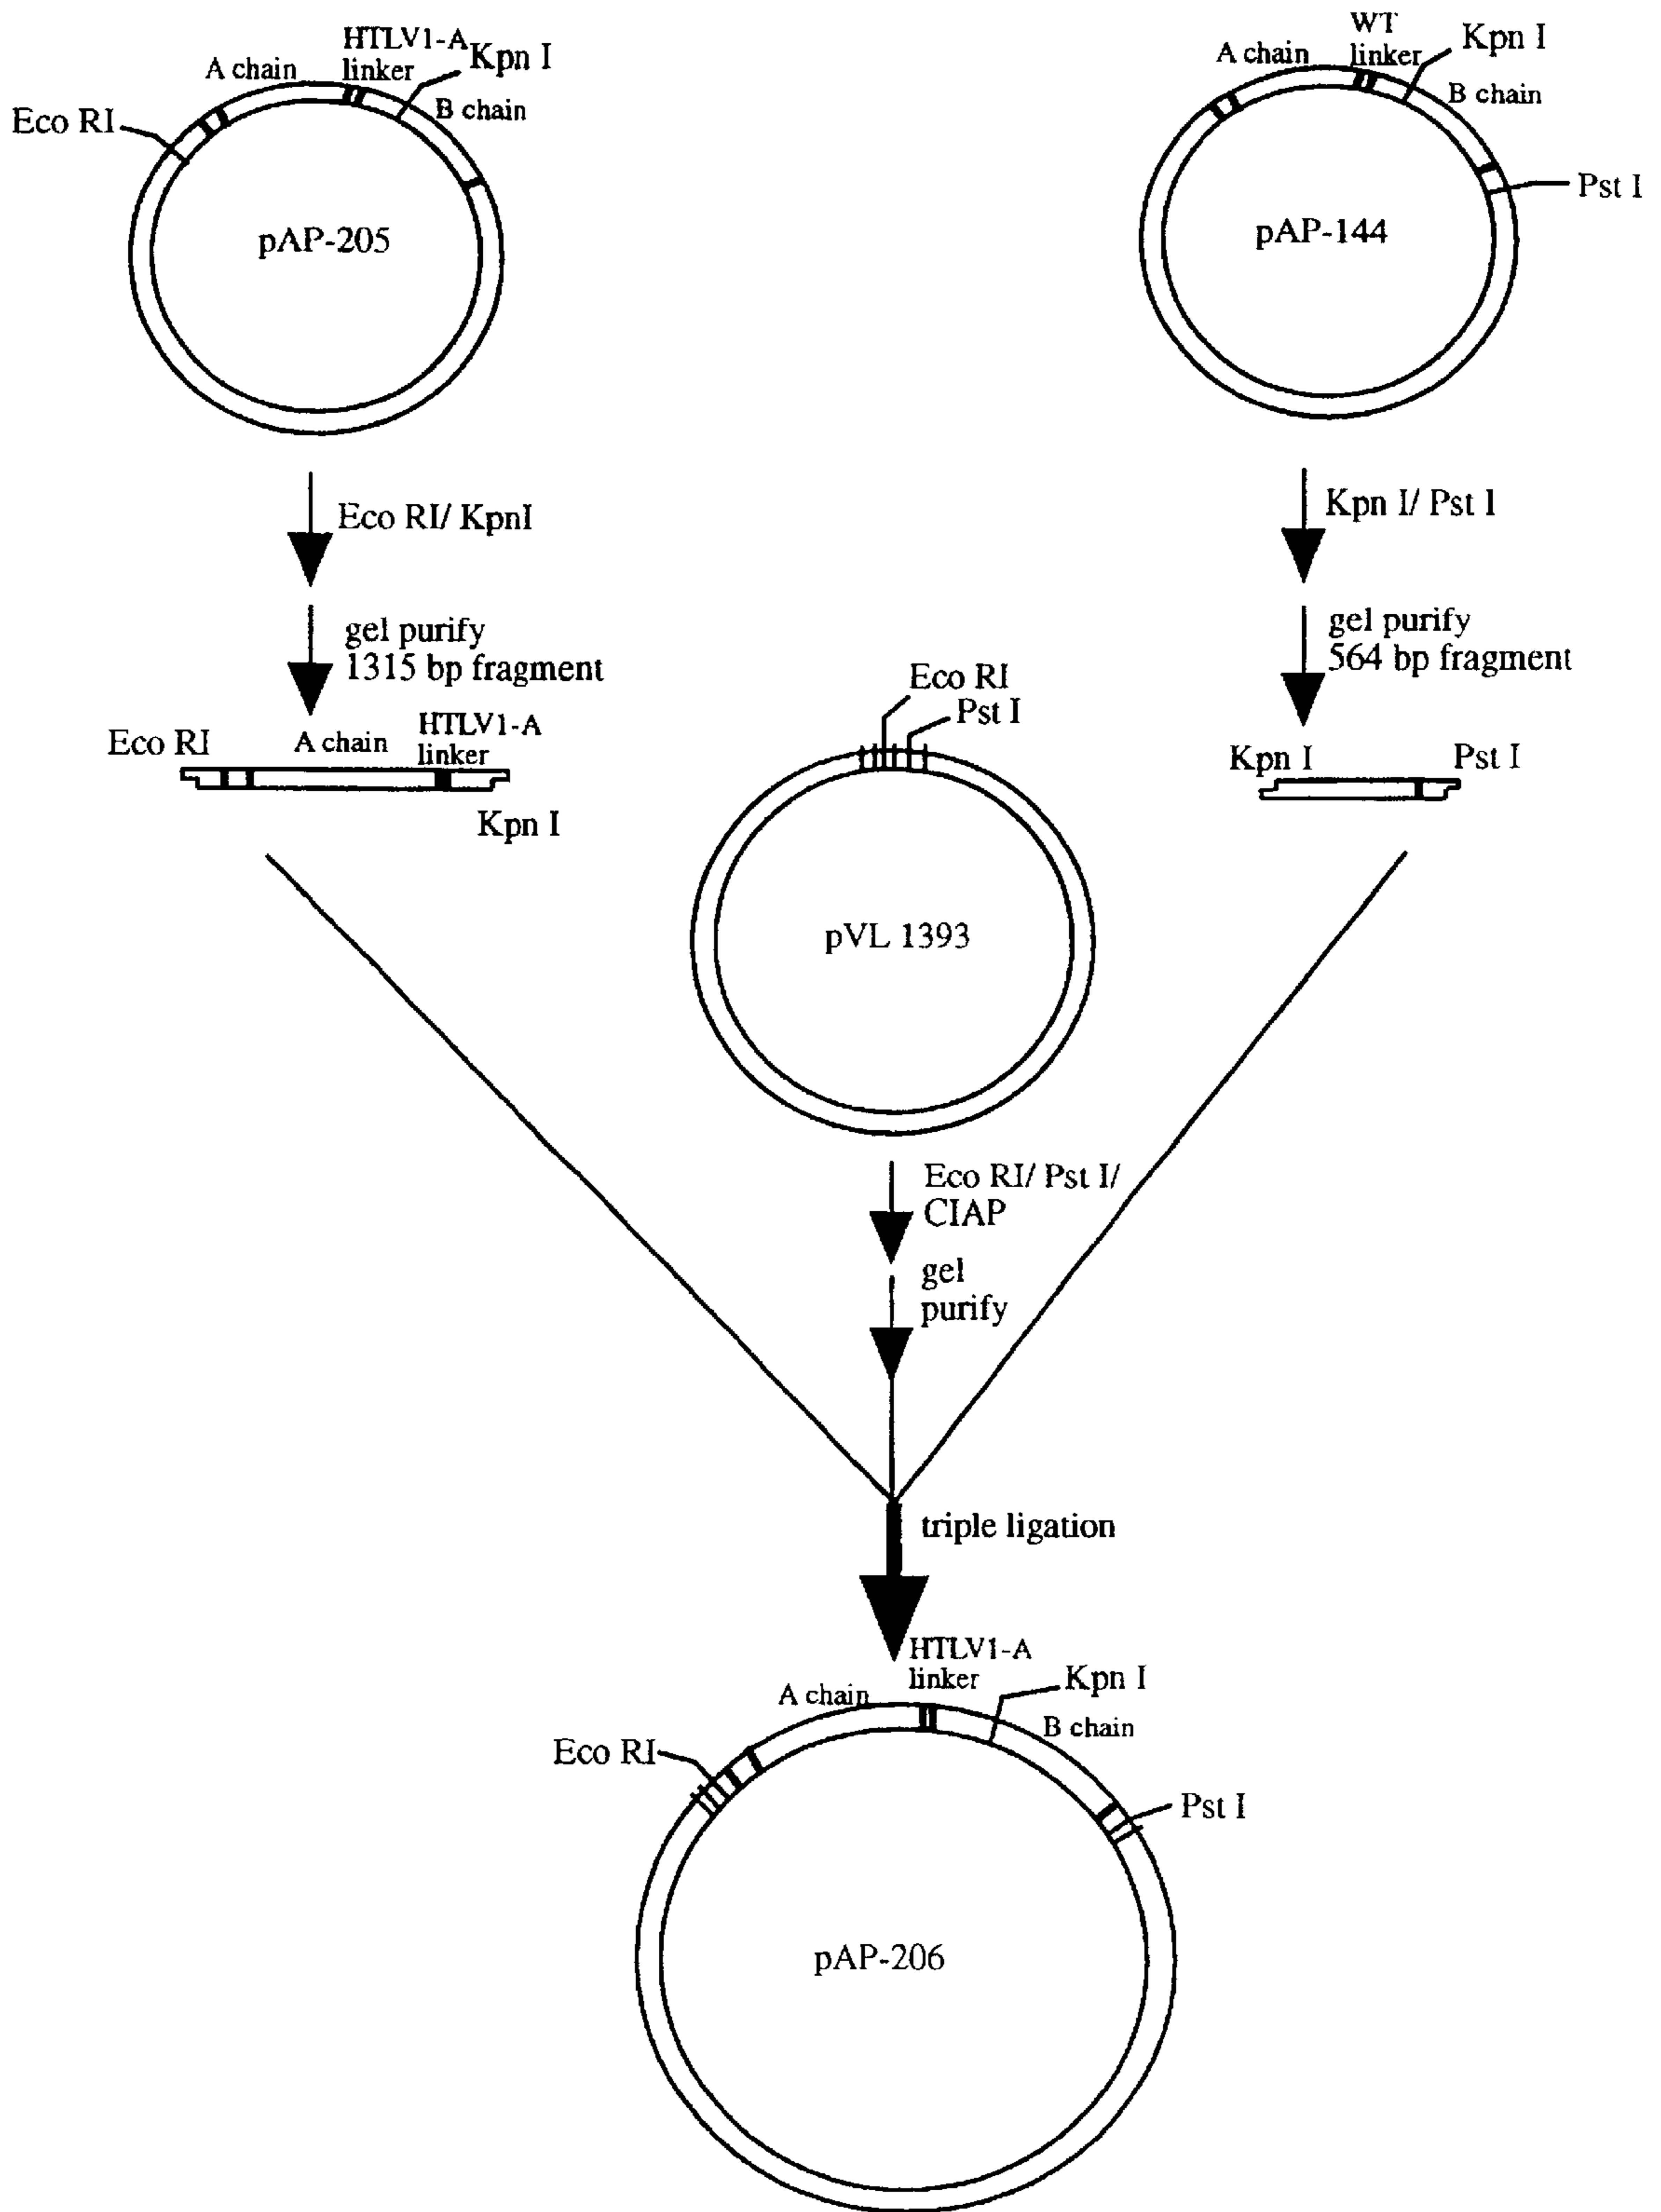 HTLV1-A
linker
Kpn I
A chain
B chain
Eco RI
pAP-205
WT
linker
Kpn I
A chain
B chain
Pst I
pAP-144
Eco RI/ KpnI
gel purify
1315 bp fragment
Kpn I/ Pst I
gel purify
564 bp fragment
Eco RI
A chain
HTLV1-A
linker
Kpn I
Eco RI
Pst I
pVL 1393
Kpn I
Pst I
Eco RI/ Pst I/
CIAP
gel
purify
triple ligation
HTLV1-A
linker
Kpn I
A chain
B chain
Eco RI
Pst I
pAP-206